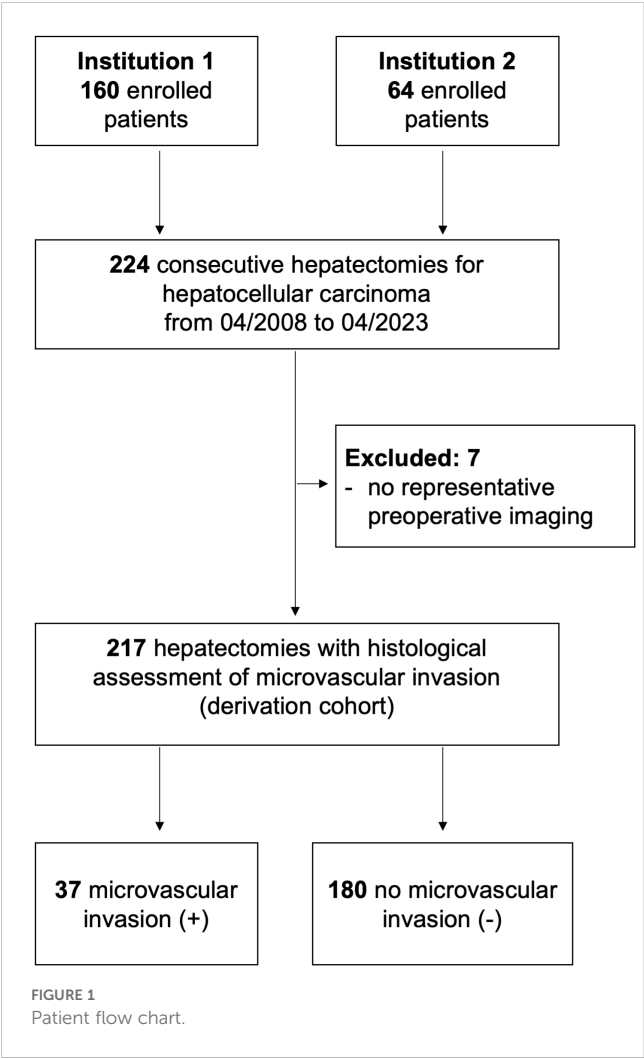 Institution 1
160 enrolled
patients
Institution 2
64 enrolled
patients
224 consecutive hepatectomies for
hepatocellular carcinoma
from 04/2008 to 04/2023
Excluded: 7
- no representative
preoperative imaging
217 hepatectomies with histological
assessment of microvascular invasion
(derivation cohort)
37 microvascular
invasion (+)
180 no microvascular
invasion (-)
FIGURE 1
Patient flow chart.